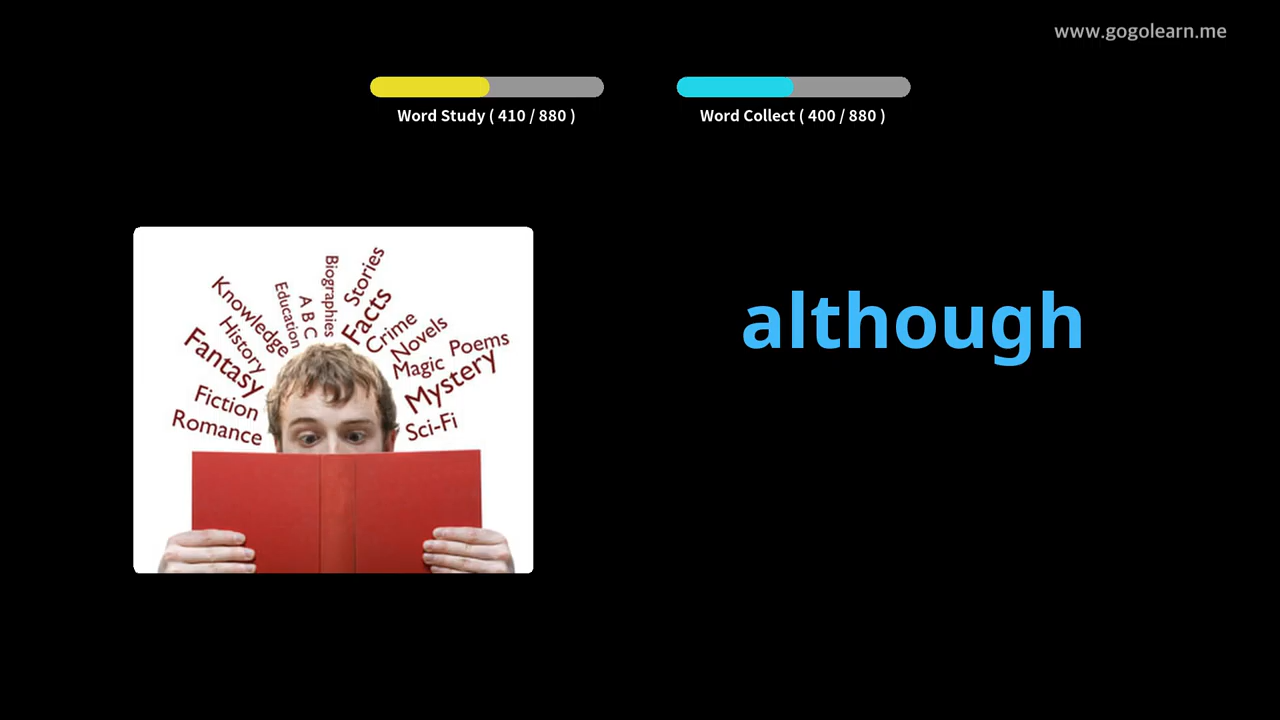 www.gogolearn.me
Word Study ( 410 / 880 )
Word Collect ( 400 / 880 )
although
Romance
Fiction
Fantasy
History
Knowledge
Education
A B C
Biographies
Stories
Facts
Crime
Novels
Magic
Poems
Mystery
Sci-Fi